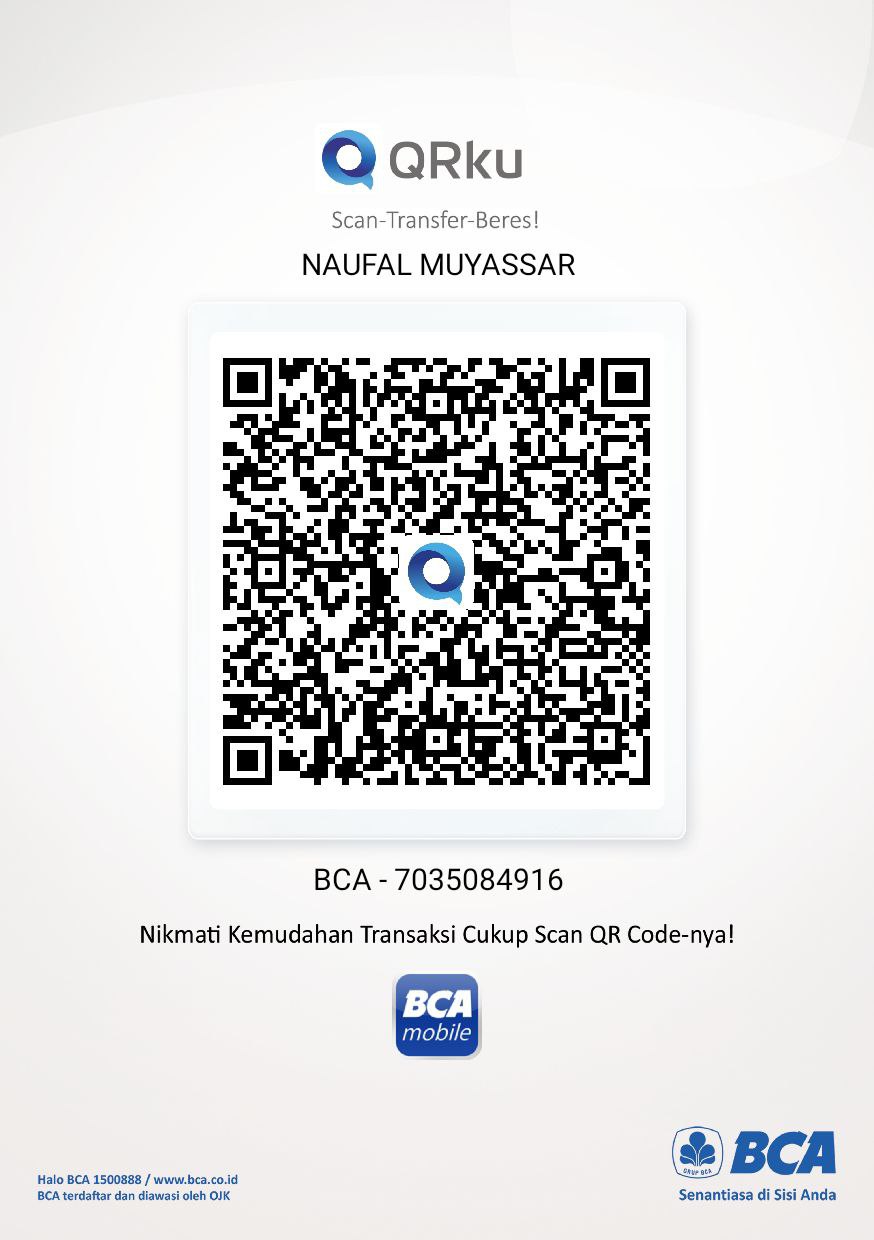 QRku
Scan-Transfer-Beres!
NAUFAL MUYASSAR
BCA - 7035084916
Nikmati Kemudahan Transaksi Cukup Scan QR Code-nya!
BCA
mobile
GRUP BCA
BCA
Senantiasa di Sisi Anda
Halo BCA 1500888 / www.bca.co.id
BCA terdaftar dan diawasi oleh OJK